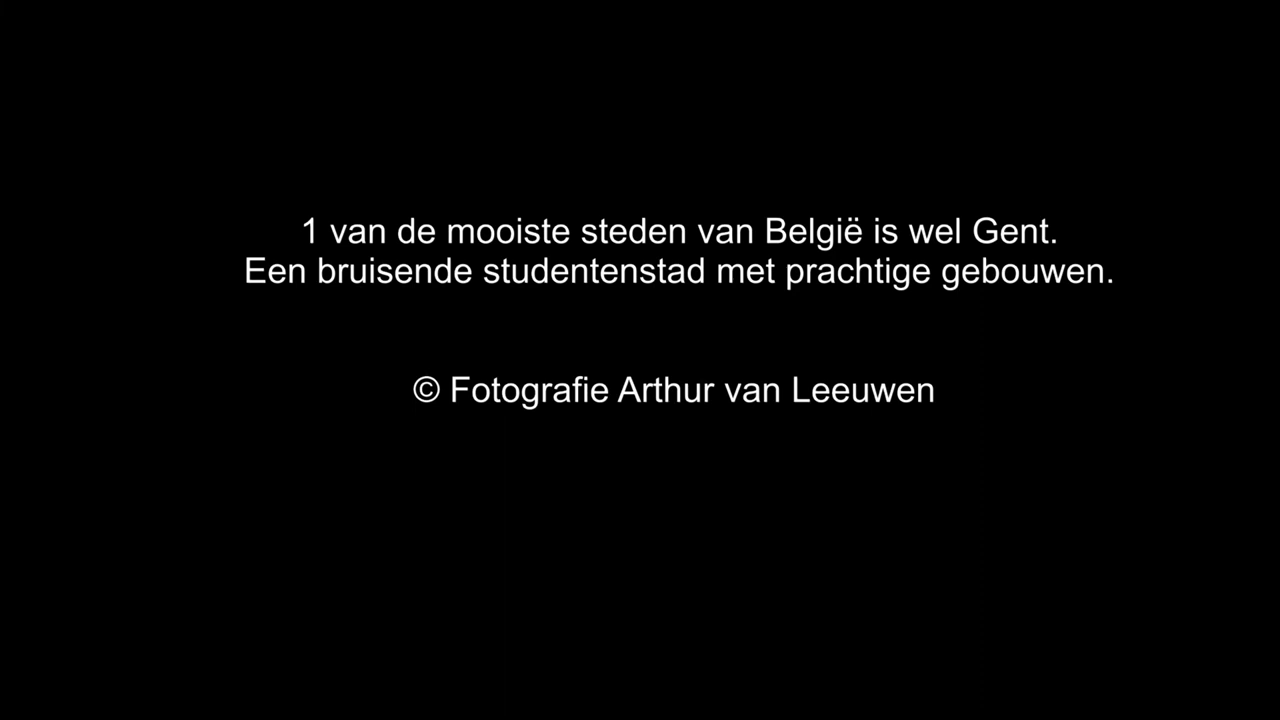 1 van de mooiste steden van België is wel Gent.
Een bruisende studentenstad met prachtige gebouwen.
© Fotografie Arthur van Leeuwen